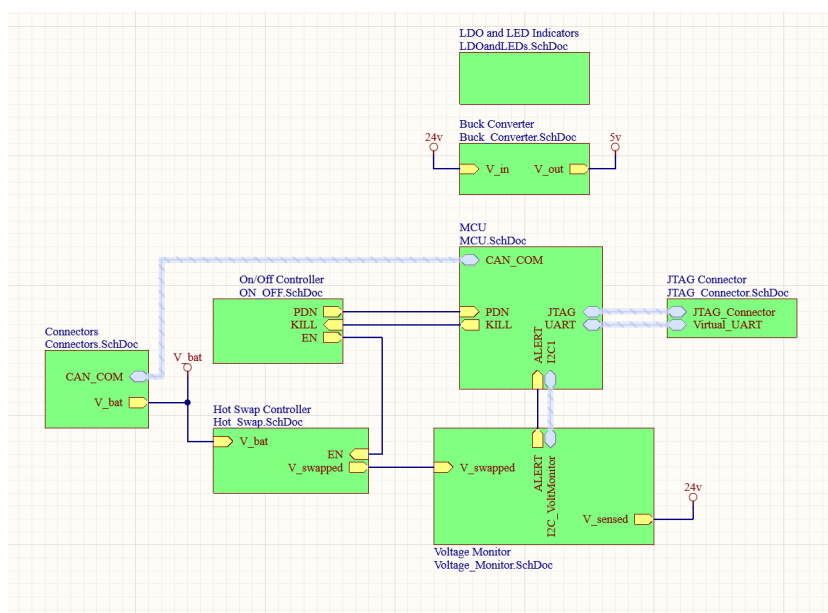 LDO and LED Indicators
LDOandLEDs.SchDoc
Buck Converter
Buck_Converter.SchDoc
24v
5v
V_in
V_out
MCU
MCU.SchDoc
CAN_COM
On/Off Controller
ON_OFF.SchDoc
PDN
KILL
EN
PDN
KILL
JTAG
UART
ALERT
I2C1
JTAG Connector
JTAG_Connector.SchDoc
JTAG_Connector
Virtual_UART
Connectors
Connectors.SchDoc
CAN_COM
V_bat
V_bat
Hot Swap Controller
Hot_Swap.SchDoc
V_bat
EN
V_swapped
V_swapped
ALERT
I2C_VoltMonitor
V_sensed
24v
Voltage Monitor
Voltage_Monitor.SchDoc